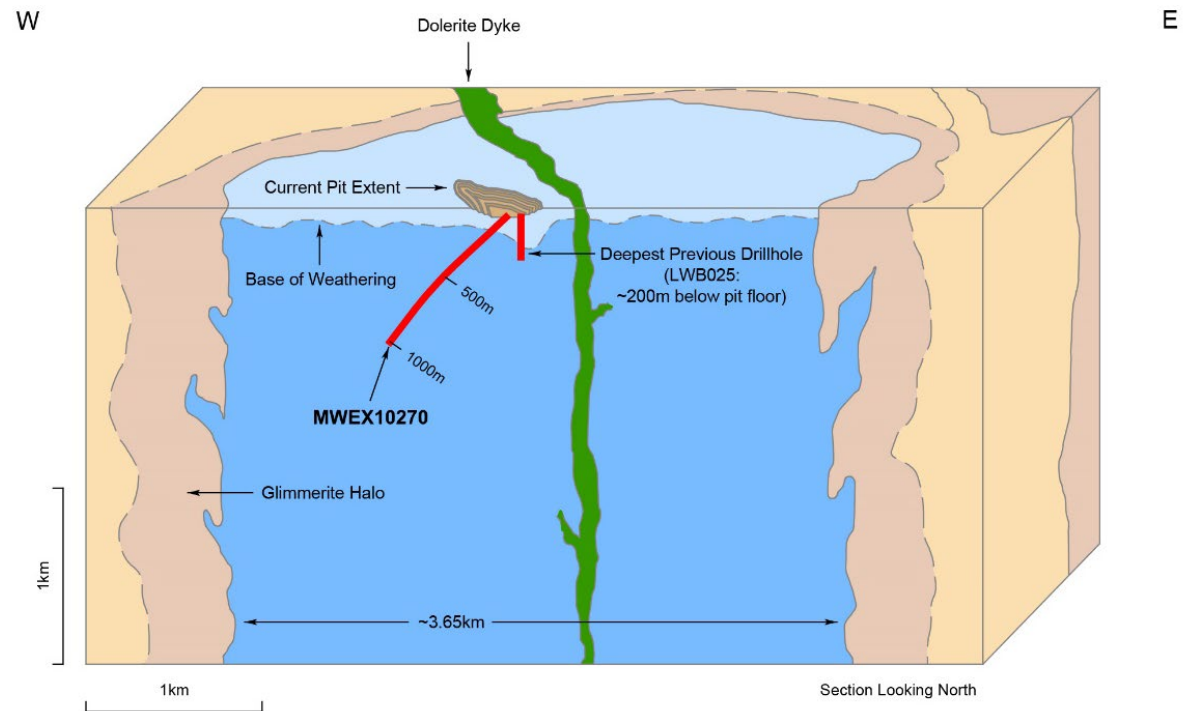 W
E
Dolerite Dyke
Current Pit Extent
Base of Weathering
Deepest Previous Drillhole
(LWB025:
~200m below pit floor)
500m
1000m
MWEX10270
Glimmerite Halo
1km
~3.65km
1km
Section Looking North